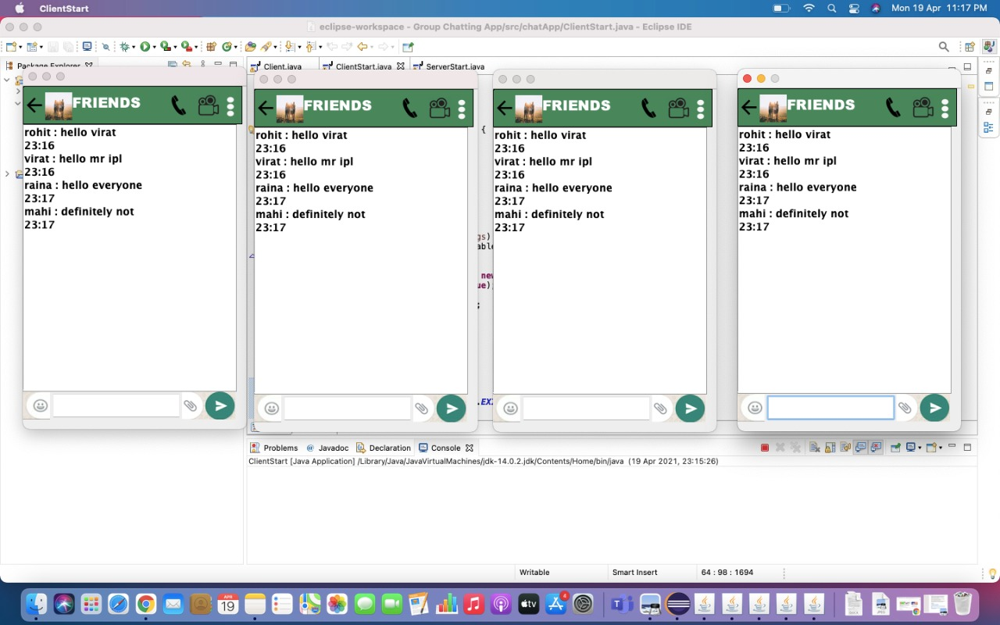 ClientStart
Mon 19 Apr 11:17 PM
eclipse-workspace - Group Chatting App/src/chatApp/ClientStart.java - Eclipse IDE
Package Explorer
Client.java
ClientStart.java
ServerStart.java
FRIENDS
rohit : hello virat
23:16
virat : hello mr ipl
23:16
raina : hello everyone
23:17
mahi : definitely not
23:17
FRIENDS
rohit : hello virat
23:16
virat : hello mr ipl
23:16
raina : hello everyone
23:17
mahi : definitely not
23:17
{
gs)
able
new
ue);
;
.EXI
FRIENDS
rohit : hello virat
23:16
virat : hello mr ipl
23:16
raina : hello everyone
23:17
mahi : definitely not
23:17
FRIENDS
rohit : hello virat
23:16
virat : hello mr ipl
23:16
raina : hello everyone
23:17
mahi : definitely not
23:17
Problems
@ Javadoc
Declaration
Console
ClientStart [Java Application] /Library/Java/JavaVirtualMachines/jdk-14.0.2.jdk/Contents/Home/bin/java (19 Apr 2021, 23:15:26)
Writable
Smart Insert
64 : 98 : 1694
APR
19
tv
4